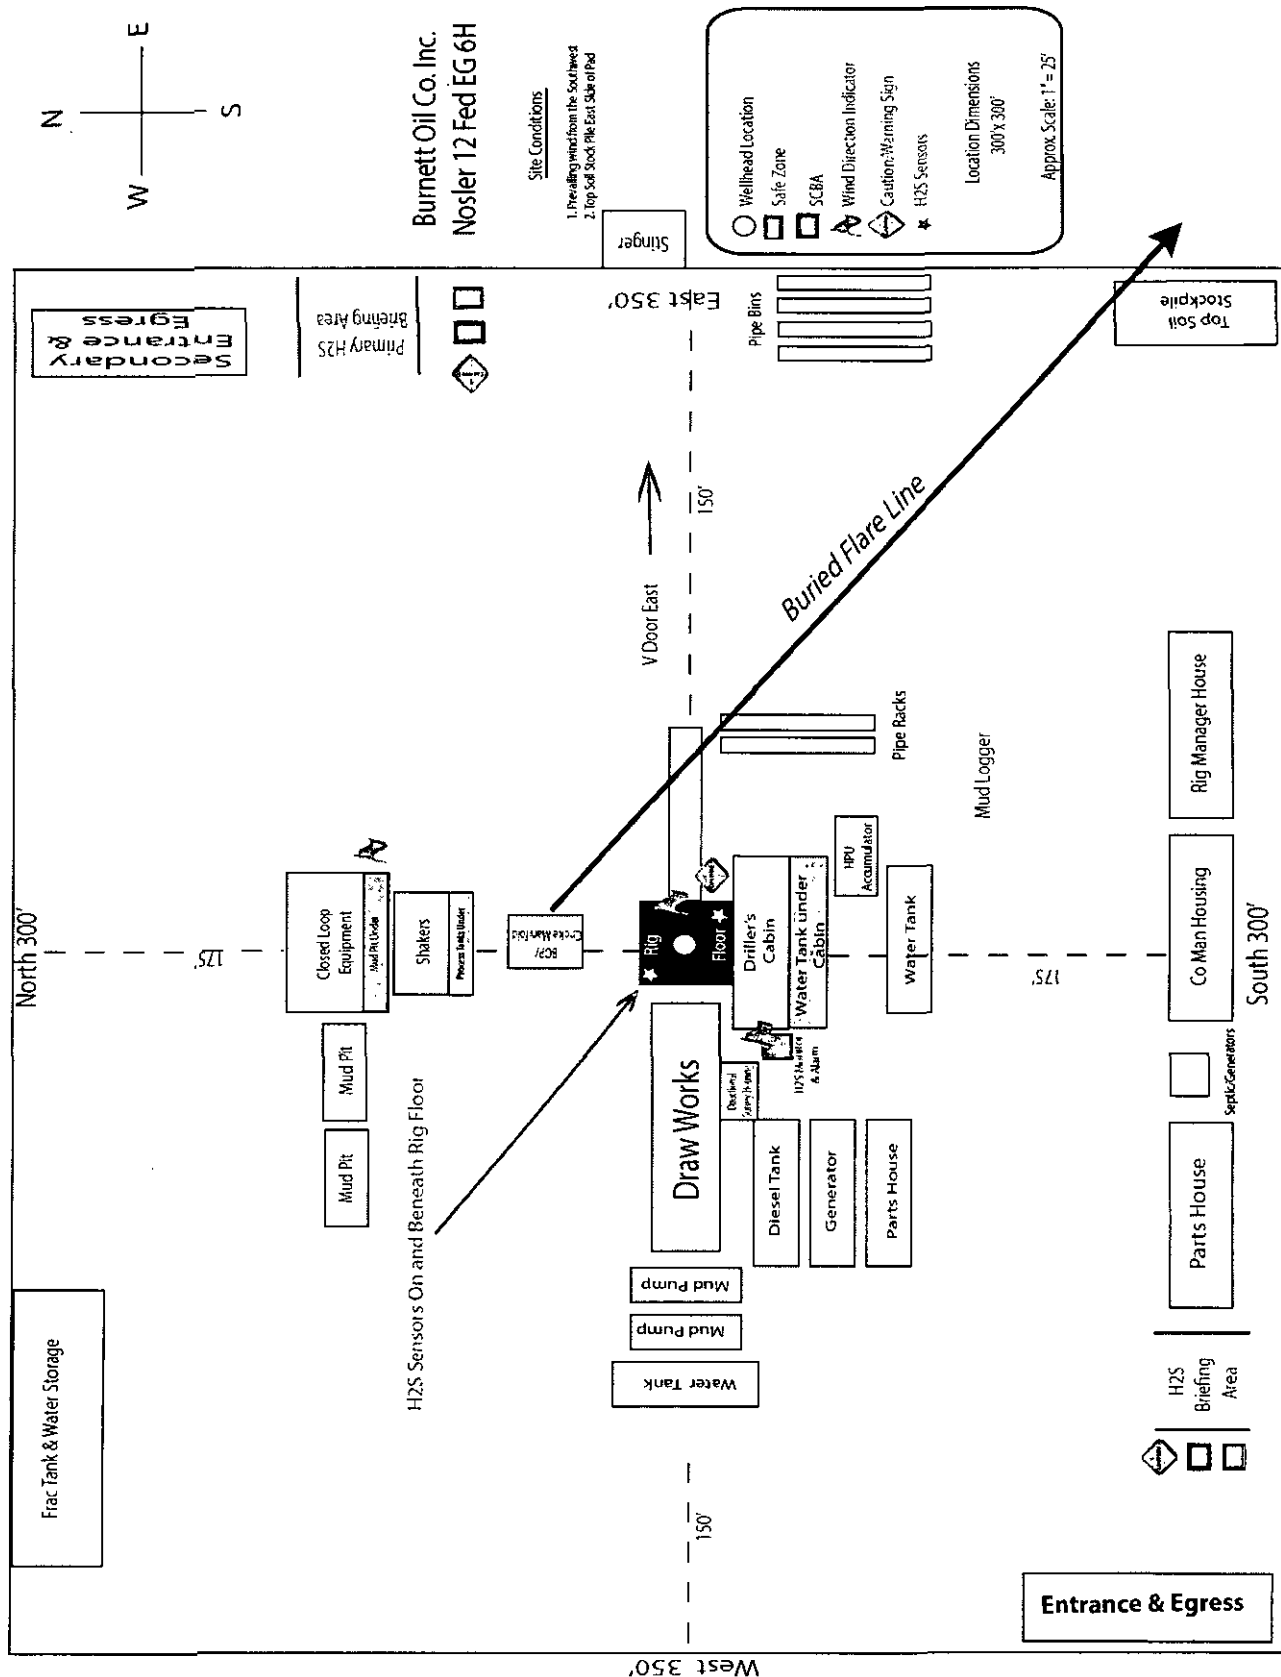 N
W
E
S
Burnett Oil Co. Inc.
Nosler 12 Fed EG 6H
Site Conditions
1. Prevailing wind from the Southwest
2. Top Soil Stock Pile East Side of Pad
Wellhead Location
Safe Zone
SCBA
Wind Direction Indicator
Caution/Warning Sign
H2S Sensors
Location Dimensions
300'x 300'
Approx. Scale: 1" = 25'
North 300'
Secondary
Entrance &
Egress
Primary H2S
Briefing Area
Stinger
East 350'
Pipe Bins
Top Soil
Stockpile
175'
Closed Loop
Equipment
Mud Pit Under
Shakers
Process Tanks Under
Mud Pit
Mud Pit
Choke Manifold
V Door East
150'
Buried Flare Line
Rig
Floor
Driller's
Cabin
Water Tank under
Cabin
HPU
Accumulator
Pipe Racks
Mud Logger
Water Tank
175'
Draw Works
H2S Sensors On and Beneath Rig Floor
H2S Monitor
& Alarm
Diesel Tank
Generator
Parts House
Mud Pump
Mud Pump
Water Tank
Frac Tank & Water Storage
Rig Manager House
Co Man Housing
South 300'
Septic/Generators
Parts House
H2S
Briefing
Area
150'
Entrance & Egress
West 350'